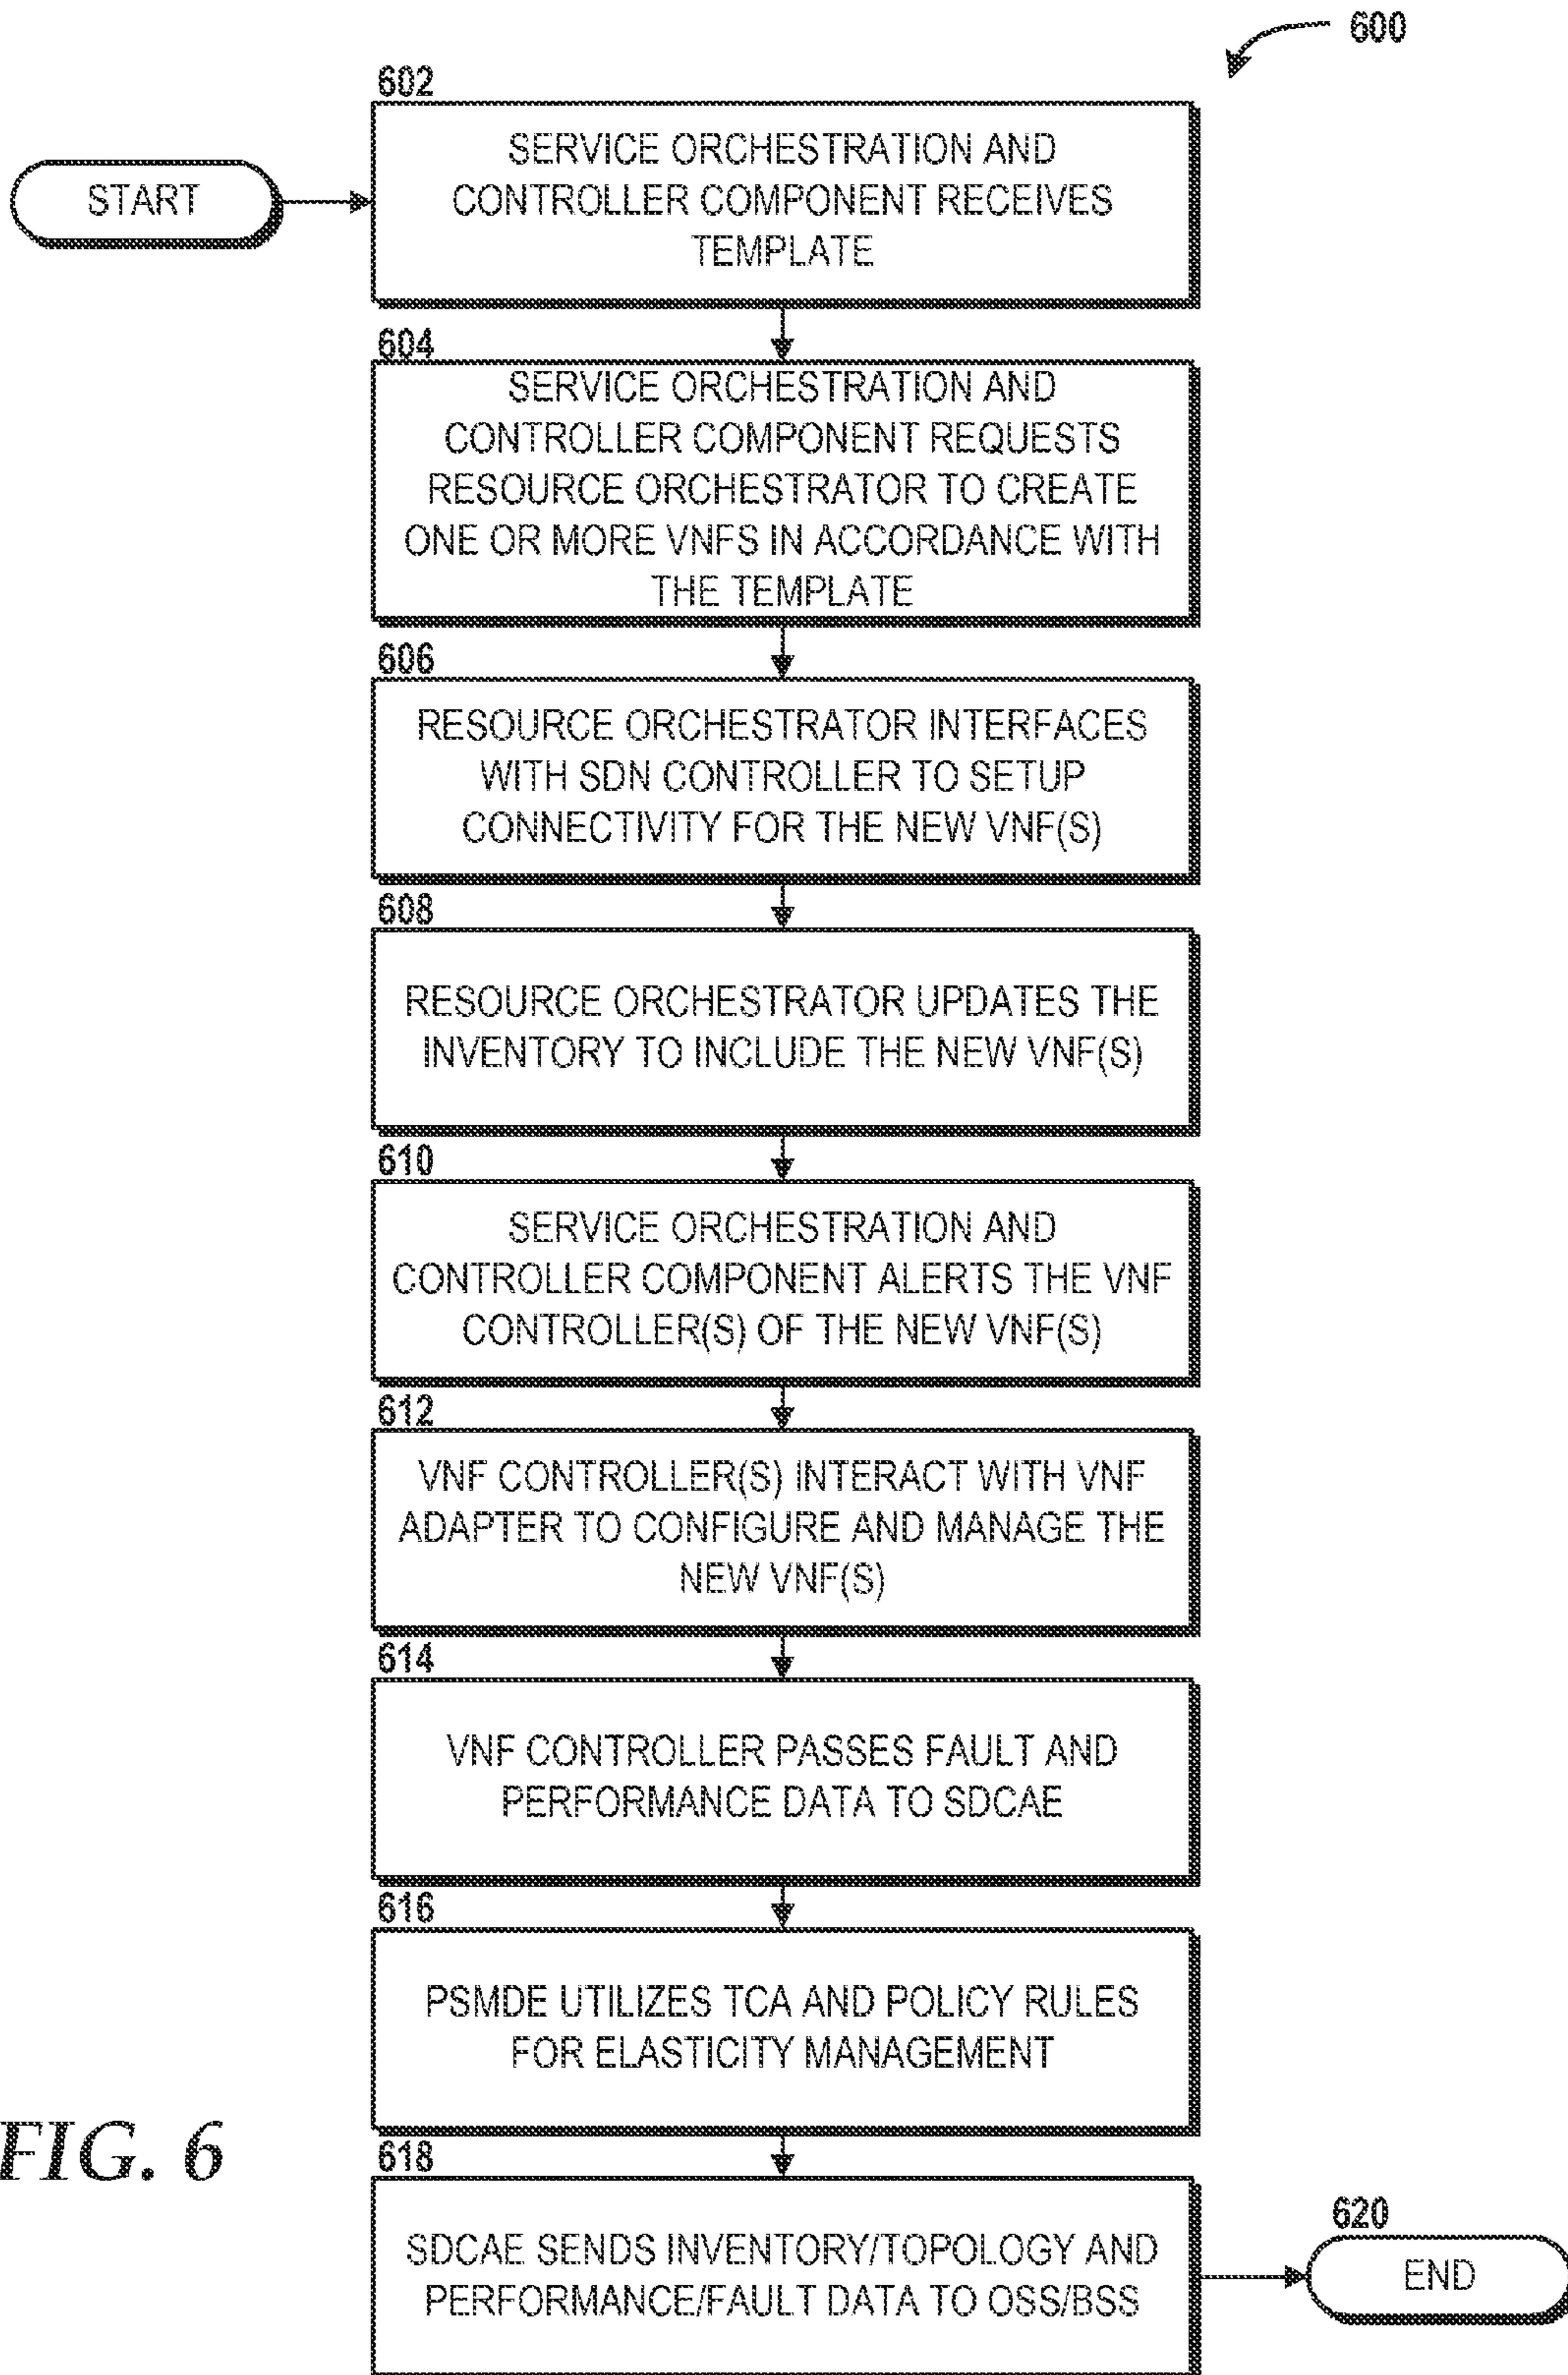 600
602
SERVICE ORCHESTRATION AND
CONTROLLER COMPONENT RECEIVES
TEMPLATE
START
604
SERVICE ORCHESTRATION AND
CONTROLLER COMPONENT REQUESTS
RESOURCE ORCHESTRATOR TO CREATE
ONE OR MORE VNFS IN ACCORDANCE WITH
THE TEMPLATE
606
RESOURCE ORCHESTRATOR INTERFACES
WITH SDN CONTROLLER TO SETUP
CONNECTIVITY FOR THE NEW VNF(S)
608
RESOURCE ORCHESTRATOR UPDATES THE
INVENTORY TO INCLUDE THE NEW VNF(S)
610
SERVICE ORCHESTRATION AND
CONTROLLER COMPONENT ALERTS THE VNF
CONTROLLER(S) OF THE NEW VNF(S)
612
VNF CONTROLLER(S) INTERACT WITH VNF
ADAPTER TO CONFIGURE AND MANAGE THE
NEW VNF(S)
614
VNF CONTROLLER PASSES FAULT AND
PERFORMANCE DATA TO SDCAE
616
PSMDE UTILIZES TCA AND POLICY RULES
FOR ELASTICITY MANAGEMENT
618
SDCAE SENDS INVENTORY/TOPOLOGY AND
PERFORMANCE/FAULT DATA TO OSS/BSS
620
END
FIG. 6